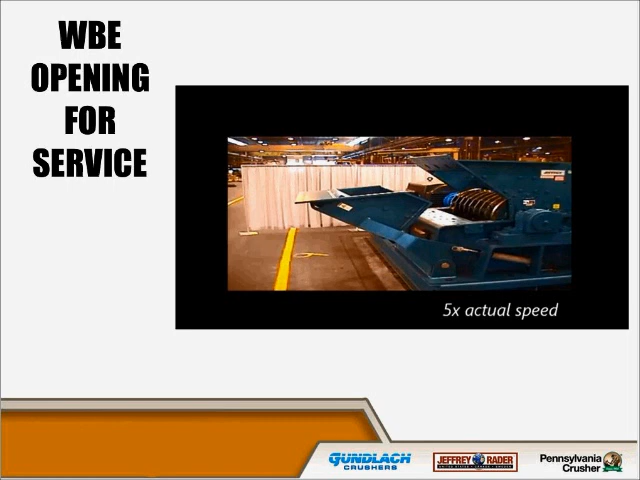 WBE
OPENING
FOR
SERVICE
5x actual speed
GUNDLACH
CRUSHERS
JEFFREY RADER
Pennsylvania
Crusher